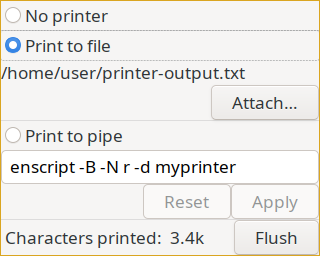 No printer
Print to file
/home/user/printer-output.txt
Attach...
Print to pipe
enscript -B -N r -d myprinter
Reset Apply
Characters printed: 3.4k Flush